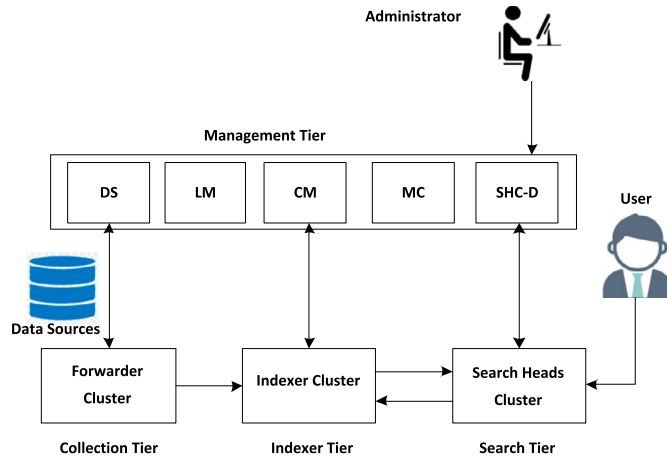 Administrator
Management Tier
DS
LM
CM
MC
SHC-D
User
Data Sources
Forwarder
Cluster
Indexer Cluster
Search Heads
Cluster
Collection Tier
Indexer Tier
Search Tier